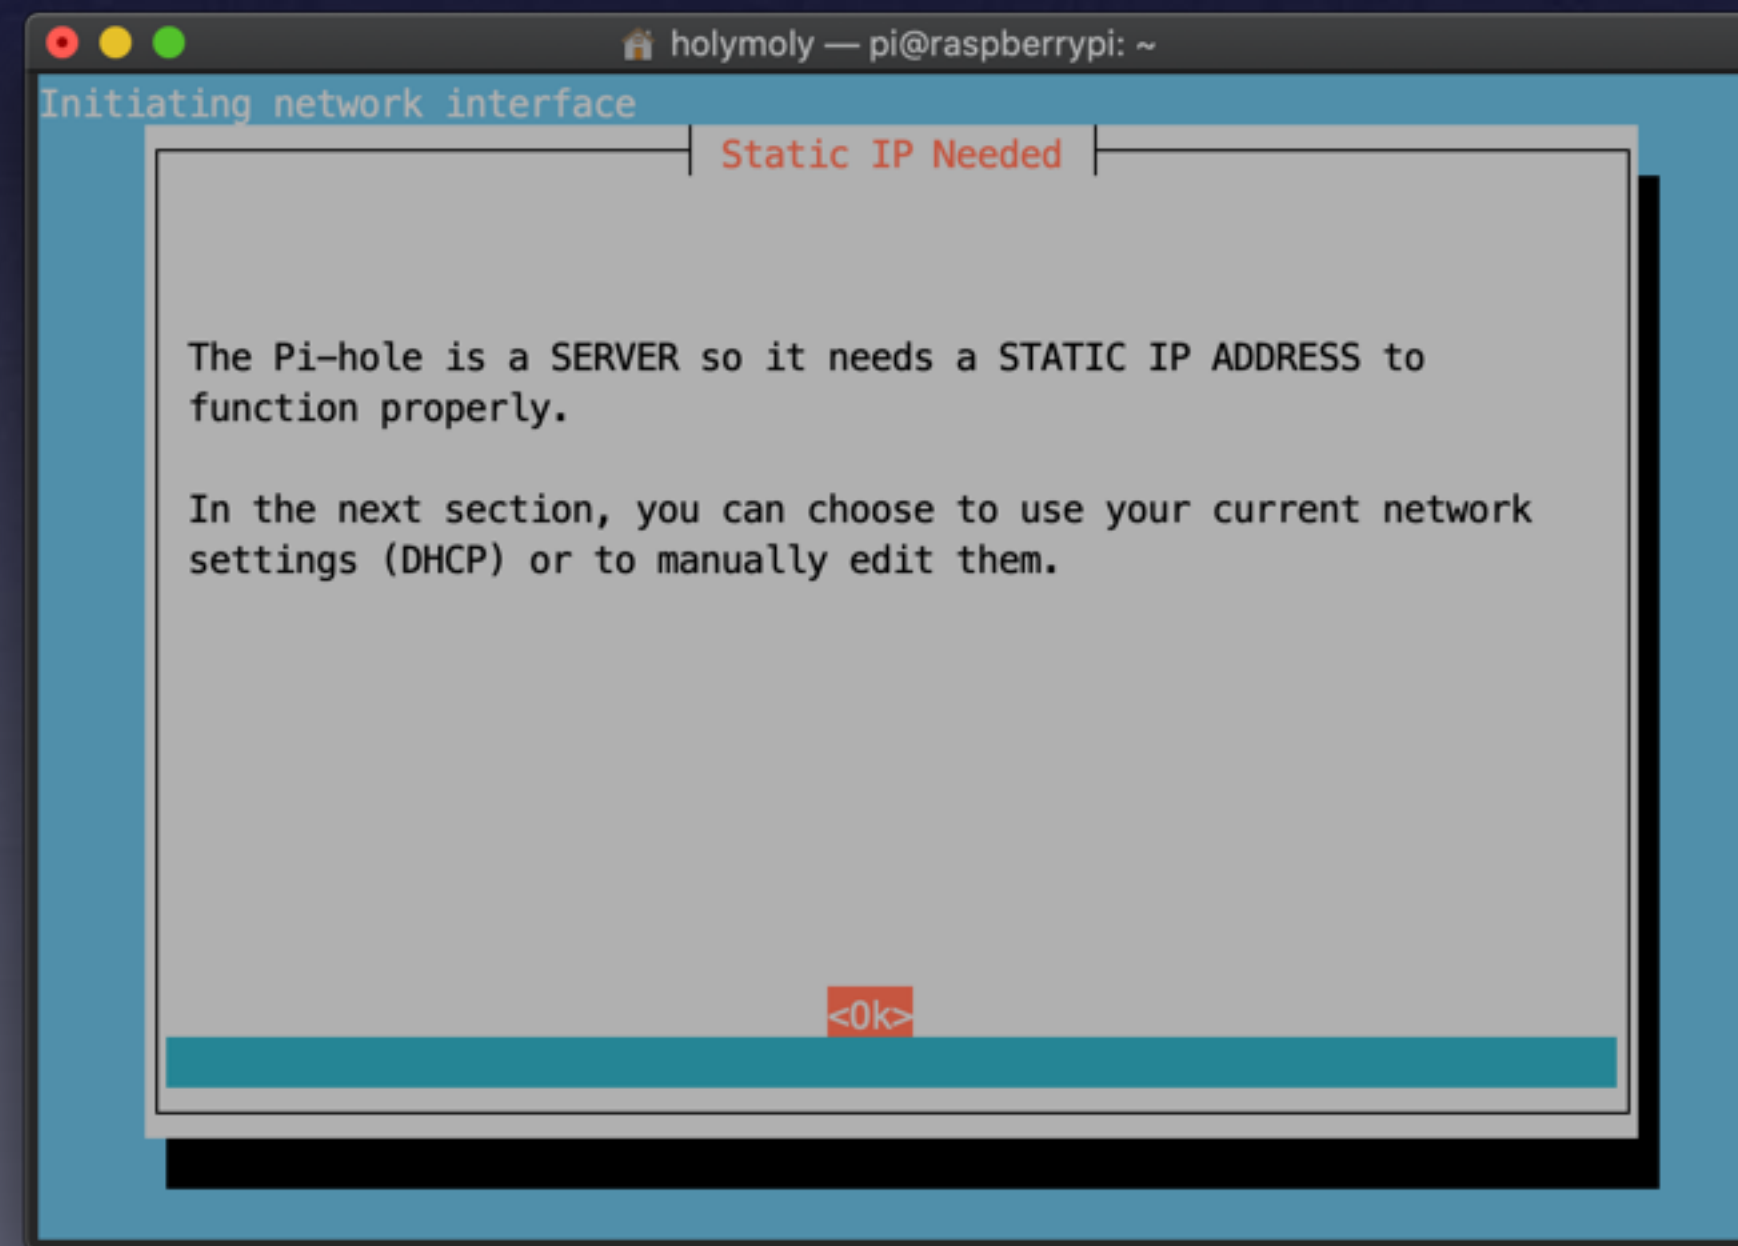 holymoly — pi@raspberrypi: ~
Initiating network interface
Static IP Needed
The Pi-hole is a SERVER so it needs a STATIC IP ADDRESS to
function properly.
In the next section, you can choose to use your current network
settings (DHCP) or to manually edit them.
<Ok>